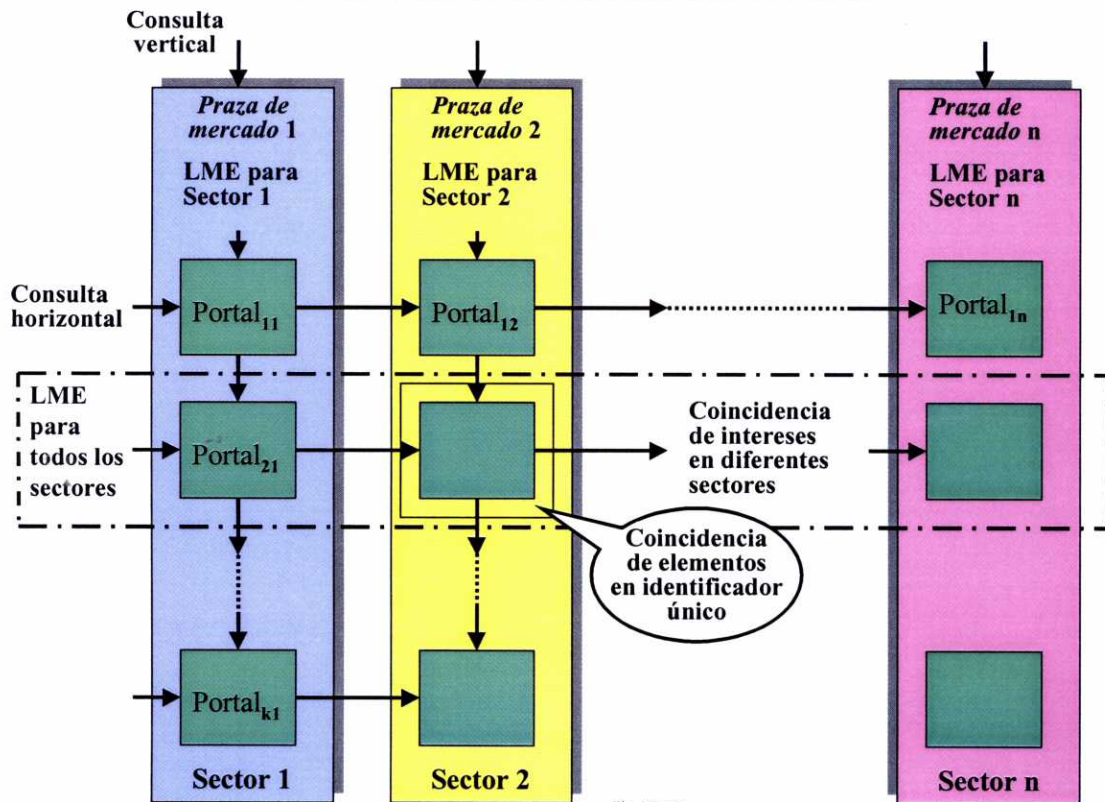 Consulta
vertical
Praza de
mercado 1
LME para
Sector 1
Praza de
mercado 2
LME para
Sector 2
Praza de
mercado n
LME para
Sector n
Consulta
horizontal
Portal11
Portal12
Portal1n
LME
para
todos los
sectores
Portal21
Coincidencia
de intereses
en diferentes
sectores
Coincidencia
de elementos
en identificador
único
Portalk1
Sector 1
Sector 2
Sector n